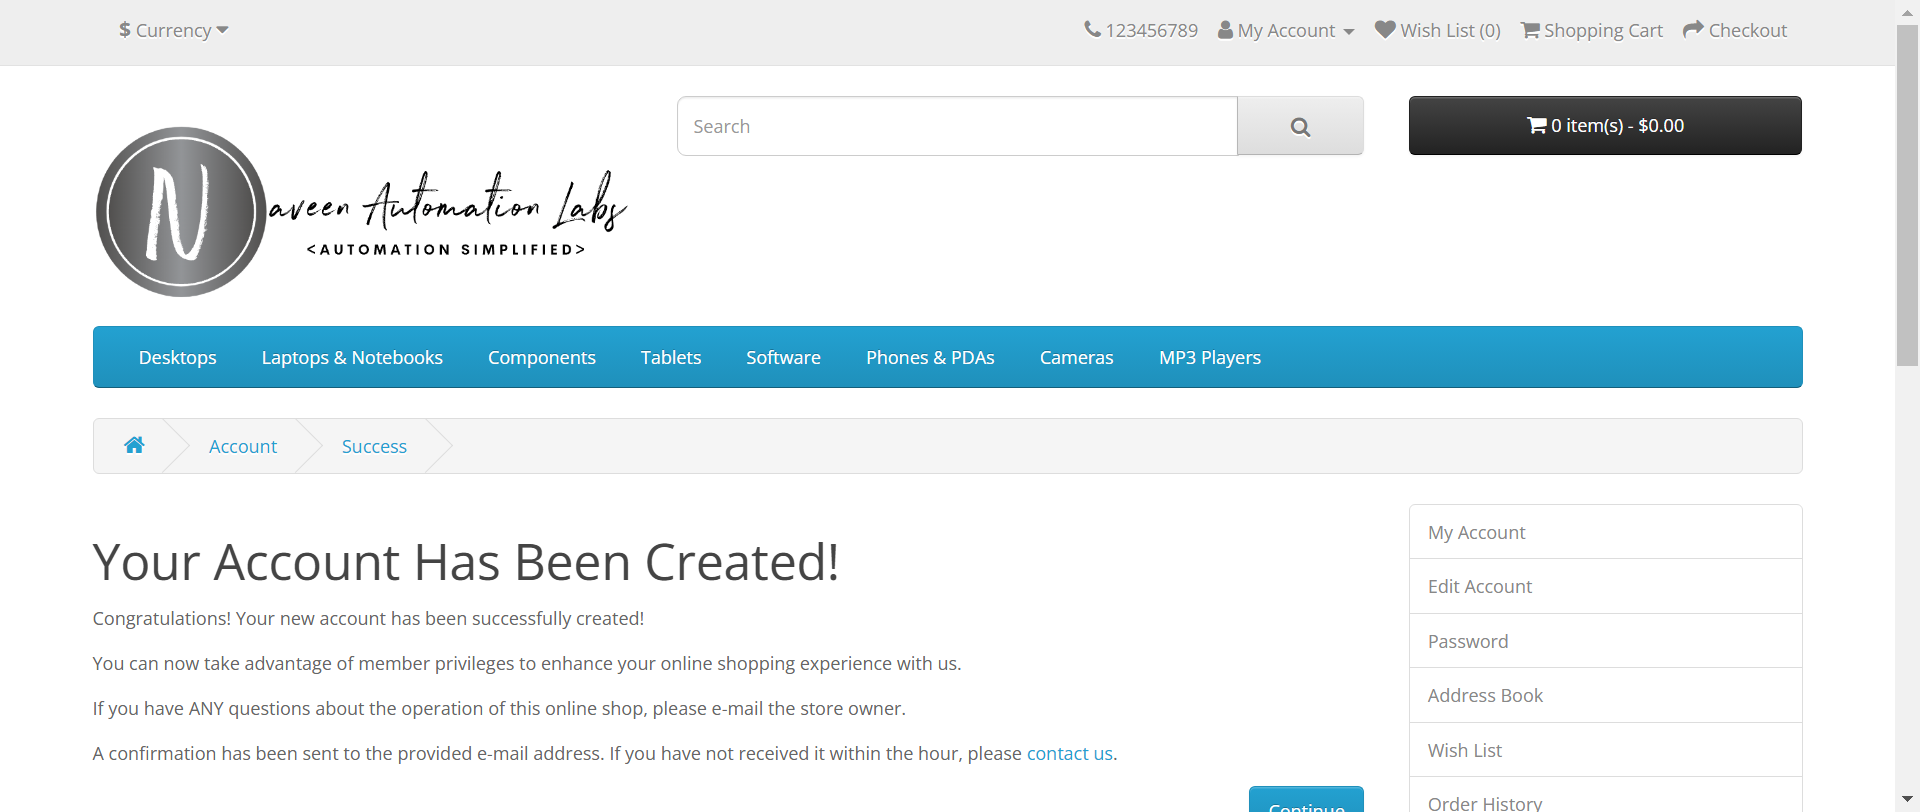 $ Currency
123456789 My Account Wish List (0) Shopping Cart Checkout
N aveen Automation Labs
<AUTOMATION SIMPLIFIED>
Search
0 item(s) - $0.00
Desktops Laptops & Notebooks Components Tablets Software Phones & PDAs Cameras MP3 Players
Account Success
Your Account Has Been Created!
Congratulations! Your new account has been successfully created!
You can now take advantage of member privileges to enhance your online shopping experience with us.
If you have ANY questions about the operation of this online shop, please e-mail the store owner.
A confirmation has been sent to the provided e-mail address. If you have not received it within the hour, please contact us.
Continue
My Account
Edit Account
Password
Address Book
Wish List
Order History